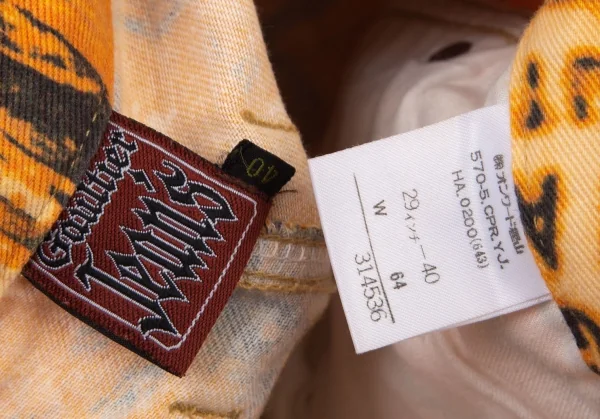 Gaultier
Jean's
40
㈱オンワード樫山
570-5.CPR.YJ.
HA.0200(643)
29インチー40
W 64
314536